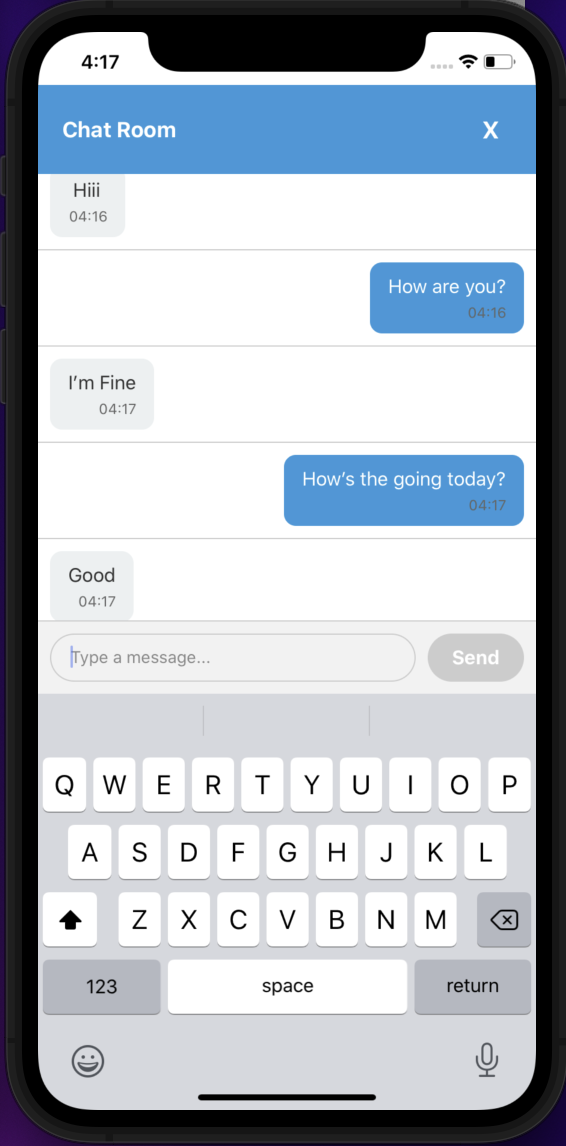 4:17
Chat Room X
Hiii
04:16
How are you?
04:16
I’m Fine
04:17
How’s the going today?
04:17
Good
04:17
Type a message... Send
Q W E R T Y U I O P
A S D F G H J K L
Z X C V B N M
123 space return